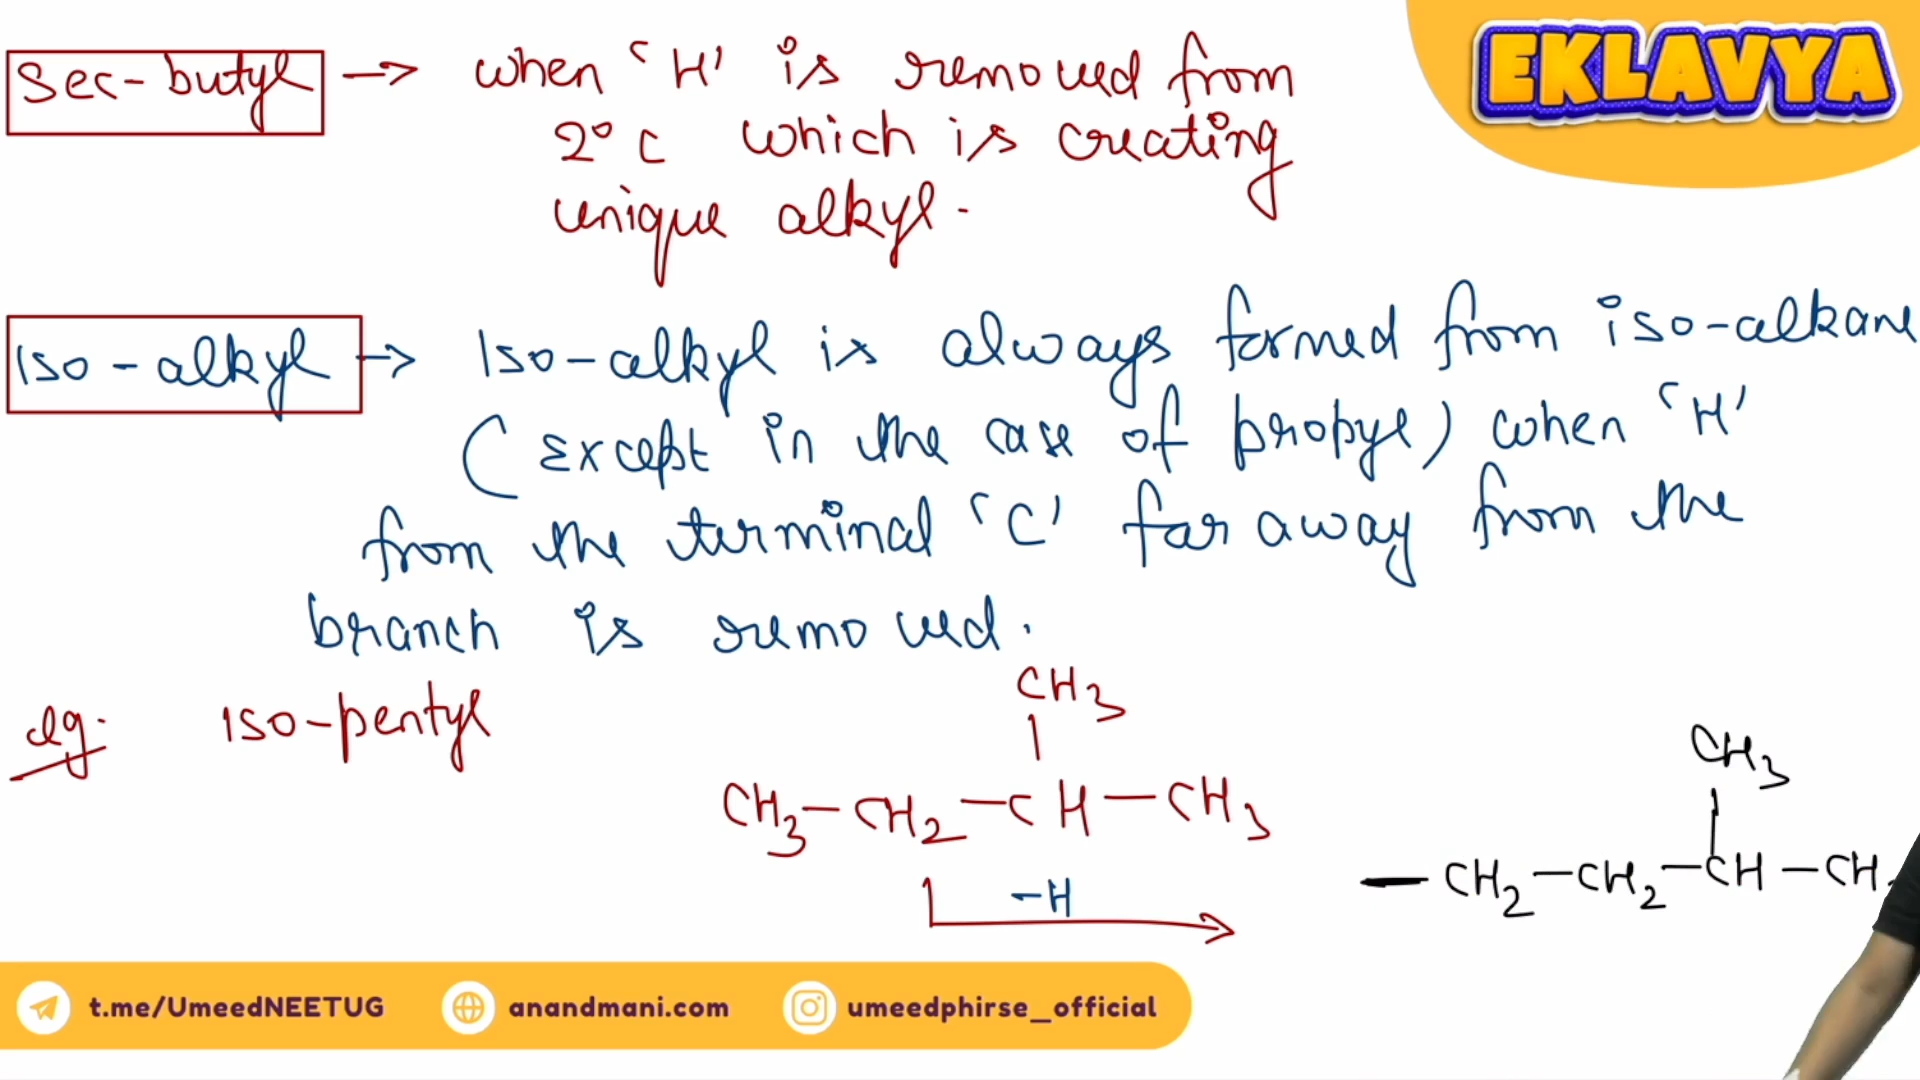 EKLAVYA
Sec-butyl → when 'H' is removed from
2° C which is creating
unique alkyl.
Iso-alkyl → Iso-alkyl is always formed from iso-alkane
(Except in the case of propyl) when 'H'
from the terminal 'C' far away from the
branch is removed.
eg. Iso-pentyl
CH3
CH3-CH2-CH-CH3
-H
CH3
-CH2-CH2-CH-CH
t.me/UmeedNEETUG
anandmani.com
umeedphirse_official